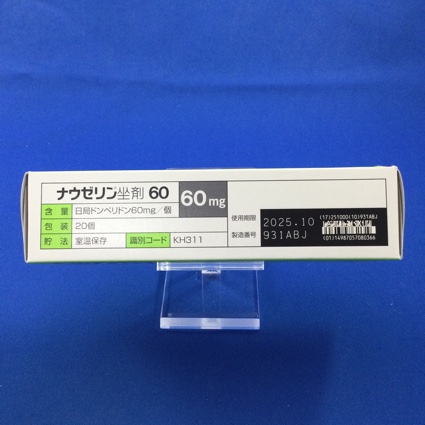 ナウゼリン坐剤 60 60mg
含量 日局ドンペリドン60mg/個
包装 20個
貯法 室温保存 識別コード KH311
使用期限 2025.10
製造番号 931ABJ
(17)251000(10)931ABJ
(01)14987057080366